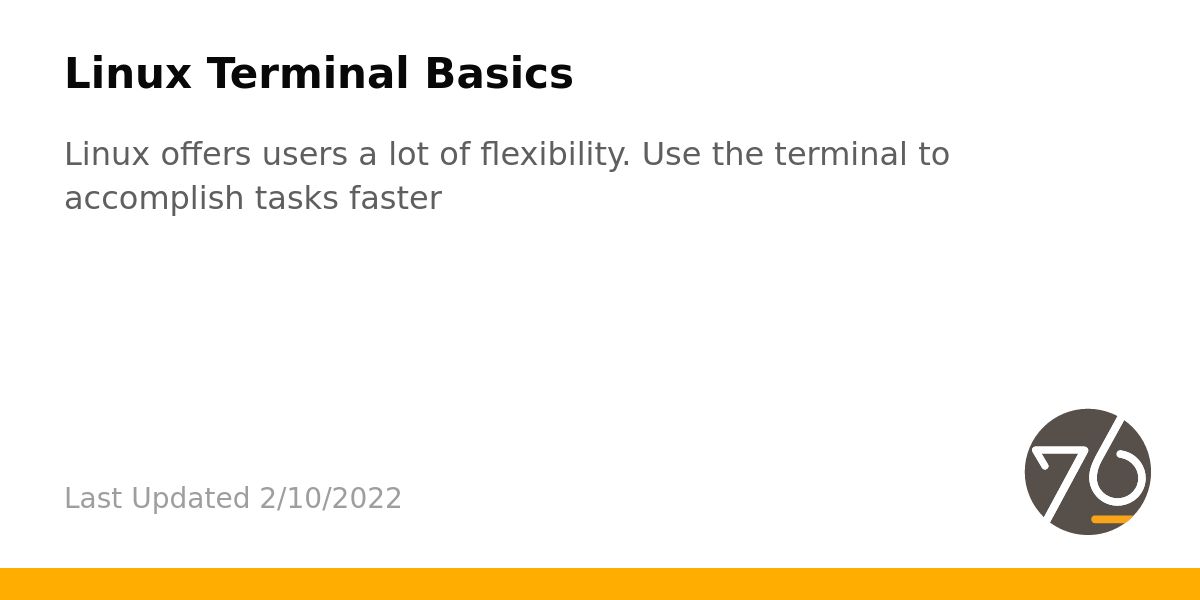 Linux Terminal Basics
Linux offers users a lot of flexibility. Use the terminal to
accomplish tasks faster
Last Updated 2/10/2022
76